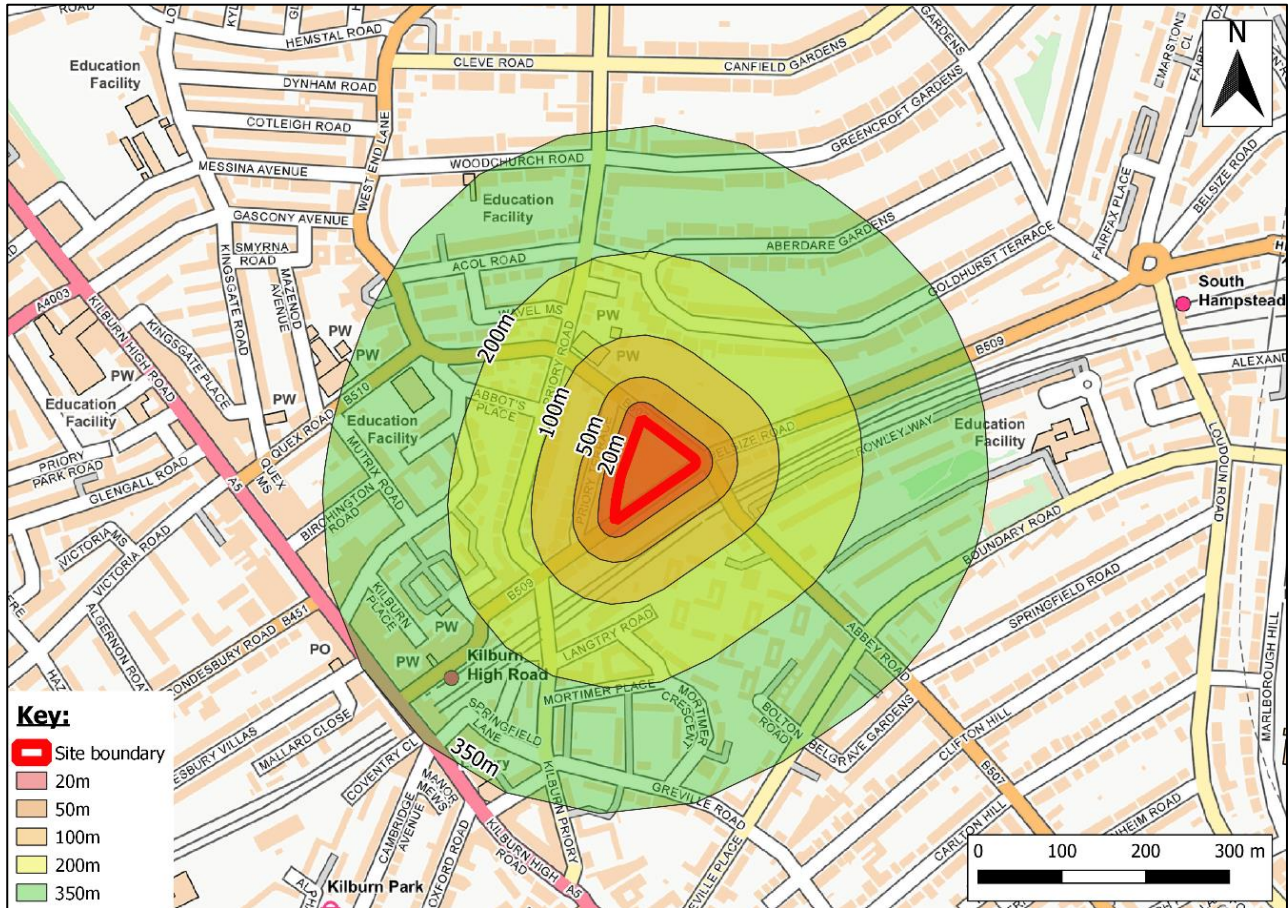 ROAD
HEMSTAL ROAD
Education
Facility
CLEVE ROAD
CANFIELD GARDENS
GARDENS
MARSTON
CL
N
DYNHAM ROAD
COTLEIGH ROAD
GREENCROFT GARDENS
WEST END LANE
WOODCHURCH ROAD
MESSINA AVENUE
BELSIZE ROAD
FAIRFAX PLACE
Education
Facility
GASCONY AVENUE
SMYRNA
ROAD
KINGSGATE ROAD
MAZENOD
AVENUE
ABERDARE GARDENS
ACOL ROAD
GOLDHURST TERRACE
A4003
KILBURN HIGH ROAD
KINGSGATE PLACE
South
Hampstead
WAVEL MS
PW
200m
PRIORY ROAD
PW
B509
PW
PW
B510
ABBOT'S
PLACE
100m
Education
Facility
PW
QUEX ROAD
Education
Facility
50m
20m
ROWLEY WAY
Education
Facility
PRIORY
PARK ROAD
GLENGALL ROAD
QUEX
MS
A5
MUTRIX ROAD
LOUDOUN ROAD
BIRCHINGTON
ROAD
VICTORIA MS
VICTORIA ROAD
BOUNDARY ROAD
SPRINGFIELD ROAD
ALGERNON ROAD
B451
KILBURN
PLACE
PW
B509
LANGTRY ROAD
ABBEY ROAD
PO
PW
Kilburn
High Road
MORTIMER PLACE
MORTIMER
CRESCENT
BOLTON
ROAD
BELGRAVE GARDENS
MARLBOROUGH HILL
CLIFTON HILL
MALLARD CLOSE
COVENTRY CL
SPRINGFIELD
LANE
350m
KILBURN PRIORY
GREVILLE ROAD
B507
CARLTON HILL
MANOR
MEWS
CAMBRIDGE
AVENUE
KILBURN HIGH
ROAD
A5
Kilburn Park
Key:
Site boundary
20m
50m
100m
200m
350m
0 100 200 300 m